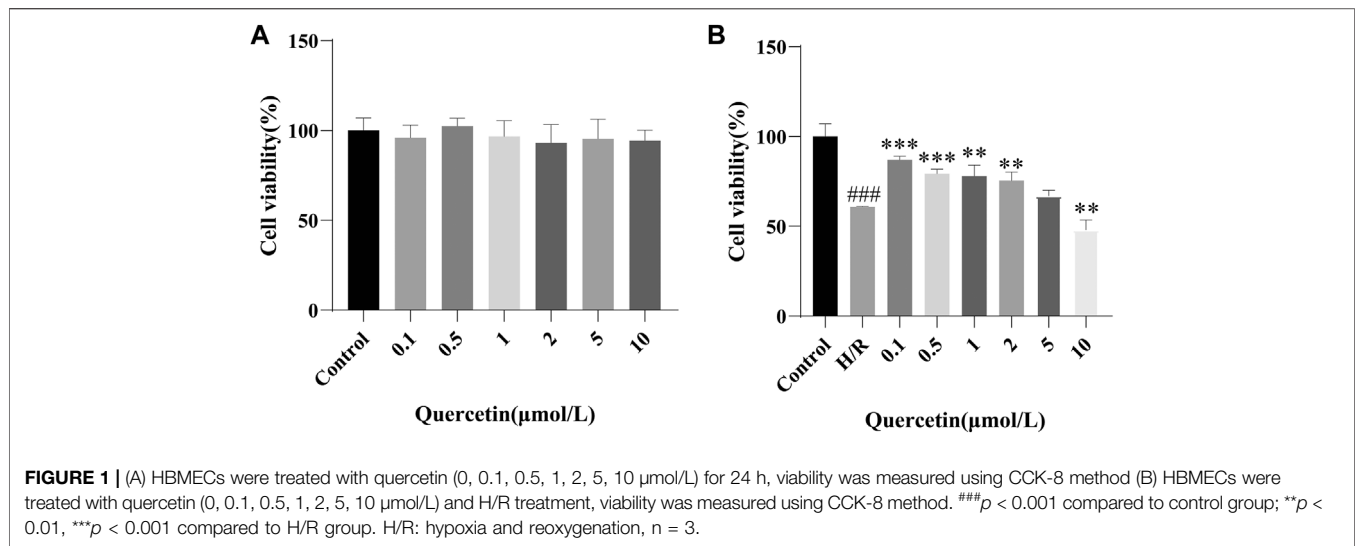 A
150
100
50
0
Cell viability(%)
Control
0.1
0.5
1
2
5
10
Quercetin(µmol/L)
B
150
100
50
0
Cell viability(%)
###
***
***
**
**
**
Control
H/R
0.1
0.5
1
2
5
10
Quercetin(µmol/L)
FIGURE 1 | (A) HBMECs were treated with quercetin (0, 0.1, 0.5, 1, 2, 5, 10 µmol/L) for 24 h, viability was measured using CCK-8 method (B) HBMECs were
treated with quercetin (0, 0.1, 0.5, 1, 2, 5, 10 µmol/L) and H/R treatment, viability was measured using CCK-8 method. ###p < 0.001 compared to control group; **p <
0.01, ***p < 0.001 compared to H/R group. H/R: hypoxia and reoxygenation, n = 3.